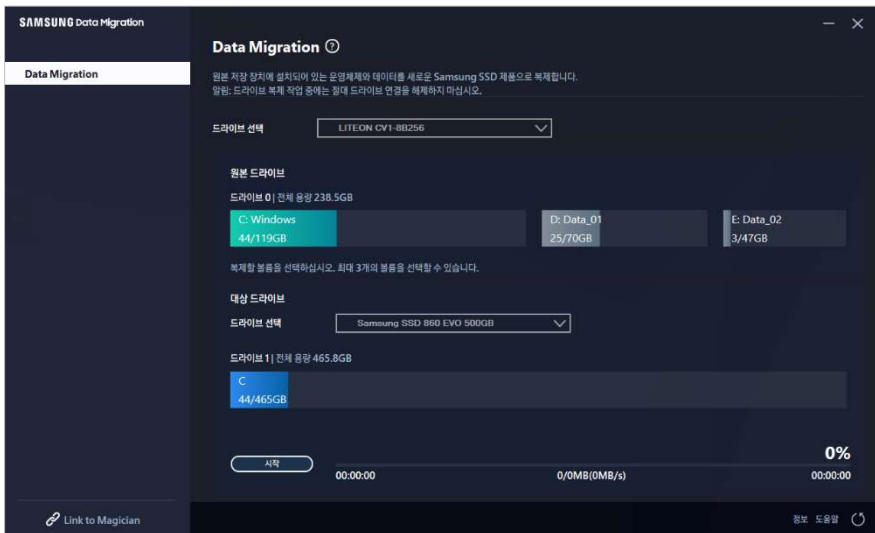 SAMSUNG Data Migration
Data Migration
Data Migration ?
원본 저장 장치에 설치되어 있는 운영체제와 데이터를 새로운 Samsung SSD 제품으로 복제합니다.
알림: 드라이브 복제 작업 중에는 절대 드라이브 연결을 해제하지 마십시오.
드라이브 선택
LITEON CV1-8B256
원본 드라이브
드라이브 0 | 전체 용량 238.5GB
C: Windows
44/119GB
D: Data_01
25/70GB
E: Data_02
3/47GB
복제할 볼륨을 선택하십시오. 최대 3개의 볼륨을 선택할 수 있습니다.
대상 드라이브
드라이브 선택
Samsung SSD 860 EVO 500GB
드라이브 1 | 전체 용량 465.8GB
C
44/465GB
0%
시작
00:00:00
0/0MB(0MB/s)
00:00:00
Link to Magician
정보 도움말